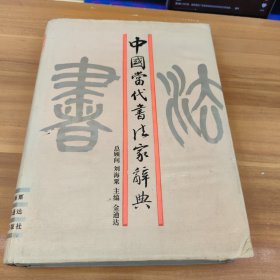 中國當代書法家辭典
总顾问 刘海粟 主编 金通达
書
法